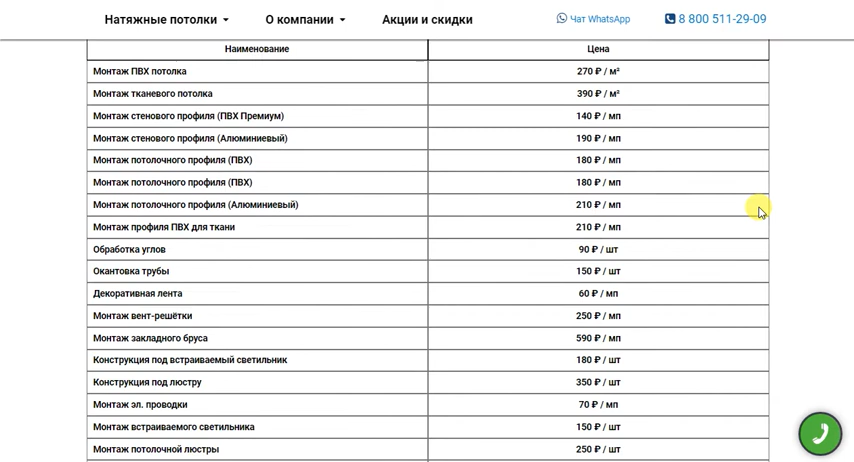 Натяжные потолки О компании Акции и скидки Чат WhatsApp 8 800 511-29-09
Наименование Цена
Монтаж ПВХ потолка 270 ₽ / м²
Монтаж тканевого потолка 390 ₽ / м²
Монтаж стенового профиля (ПВХ Премиум) 140 ₽ / мп
Монтаж стенового профиля (Алюминиевый) 190 ₽ / мп
Монтаж потолочного профиля (ПВХ) 180 ₽ / мп
Монтаж потолочного профиля (ПВХ) 180 ₽ / мп
Монтаж потолочного профиля (Алюминиевый) 210 ₽ / мп
Монтаж профиля ПВХ для ткани 210 ₽ / мп
Обработка углов 90 ₽ / шт
Окантовка трубы 150 ₽ / шт
Декоративная лента 60 ₽ / мп
Монтаж вент-решётки 250 ₽ / мп
Монтаж закладного бруса 590 ₽ / мп
Конструкция под встраиваемый светильник 180 ₽ / шт
Конструкция под люстру 350 ₽ / шт
Монтаж эл. проводки 70 ₽ / мп
Монтаж встраиваемого светильника 150 ₽ / шт
Монтаж потолочной люстры 250 ₽ / шт